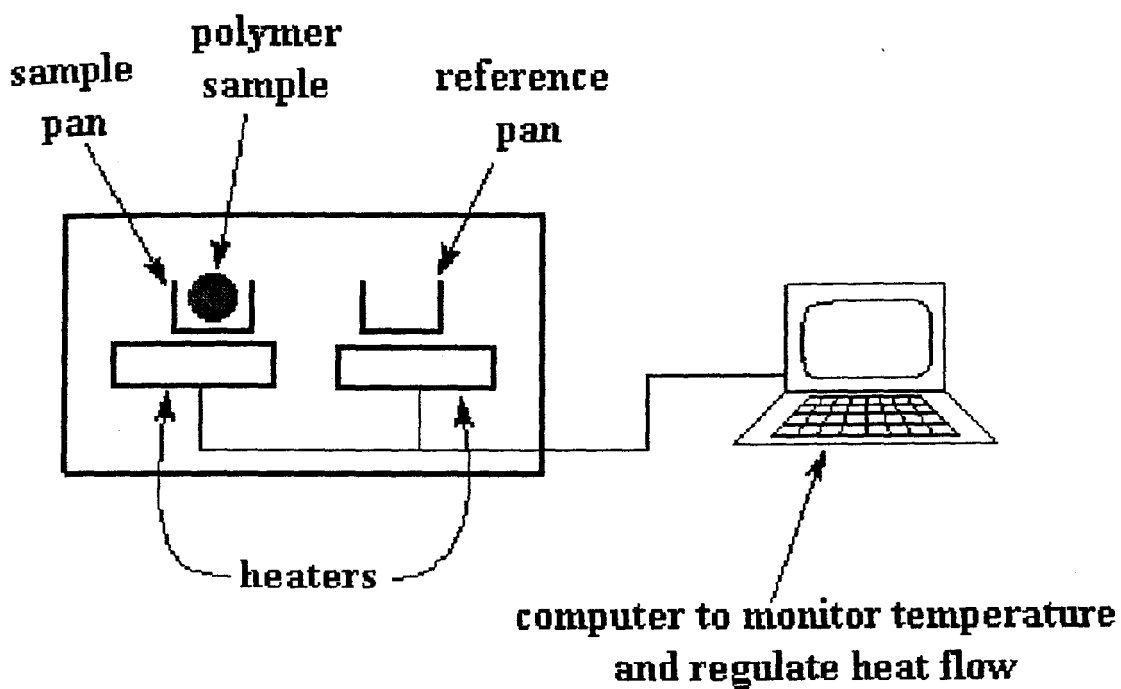 sample
pan
polymer
sample
reference
pan
heaters
computer to monitor temperature
and regulate heat flow